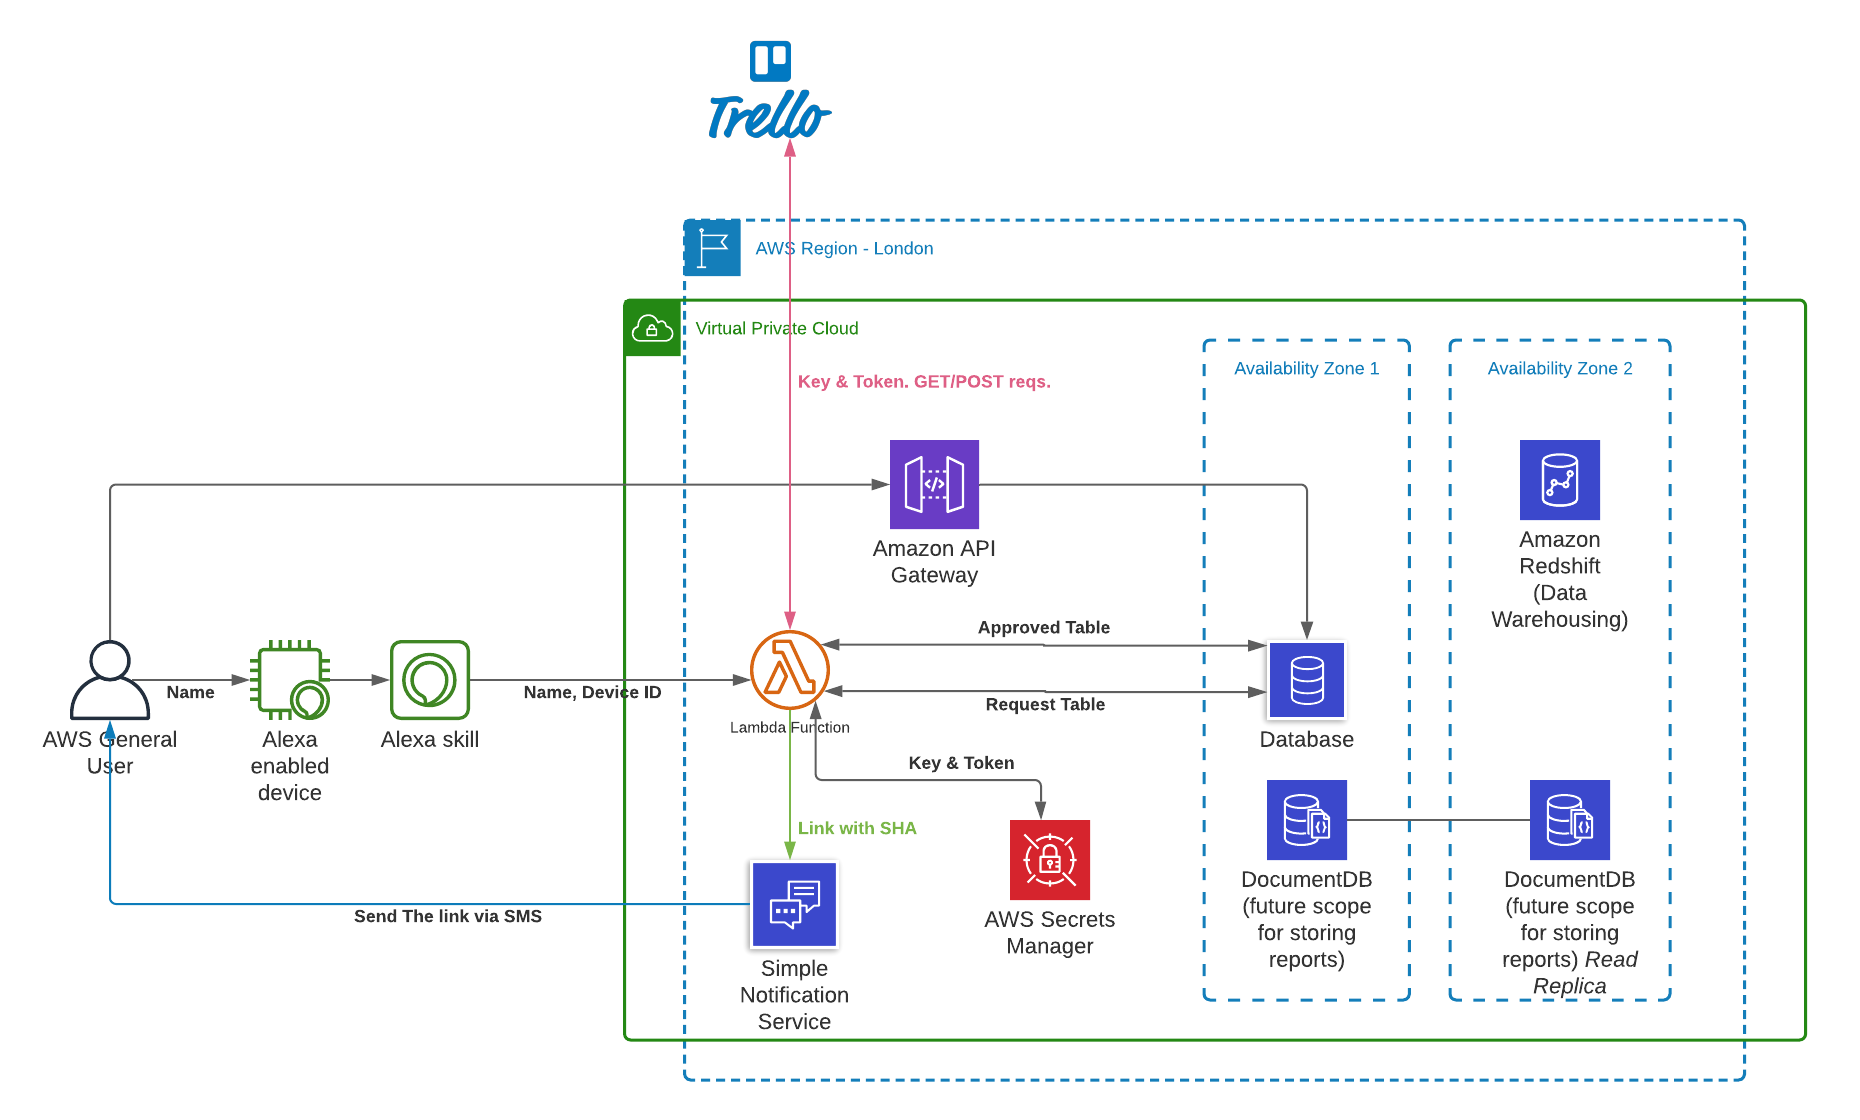 Trello
AWS Region - London
Virtual Private Cloud
Availability Zone 1
Availability Zone 2
Key & Token. GET/POST reqs.
Amazon API
Gateway
Amazon
Redshift
(Data
Warehousing)
Approved Table
Name
Name, Device ID
Request Table
Lambda Function
AWS General
User
Alexa
enabled
device
Alexa skill
Database
Key & Token
Link with SHA
Send The link via SMS
AWS Secrets
Manager
DocumentDB
(future scope
for storing
reports)
DocumentDB
(future scope
for storing
reports) Read
Replica
Simple
Notification
Service